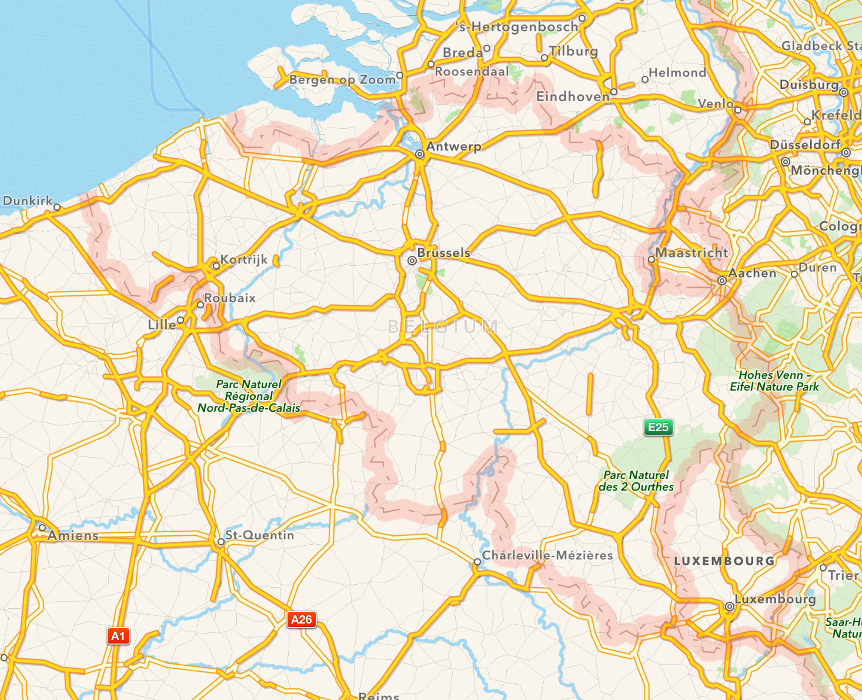 's-Hertogenbosch
Gladbeck Sta
Breda
Tilburg
Bergen op Zoom
Roosendaal
Helmond
Duisburg
Eindhoven
Venlo
Krefeld
Antwerp
Düsseldorf
Möncheng
Dunkirk
Cologn
Brussels
Maastricht
Kortrijk
Aachen
Duren
T
Roubaix
Lille
BELGIUM
Parc Naturel
Régional
Nord-Pas-de-Calais
Hohes Venn –
Eifel Nature Park
E25
Parc Naturel
des 2 Ourthes
Amiens
St-Quentin
Charleville-Mézières
LUXEMBOURG
Trier
Luxembourg
A26
Saar-H
Natur
A1
Reims